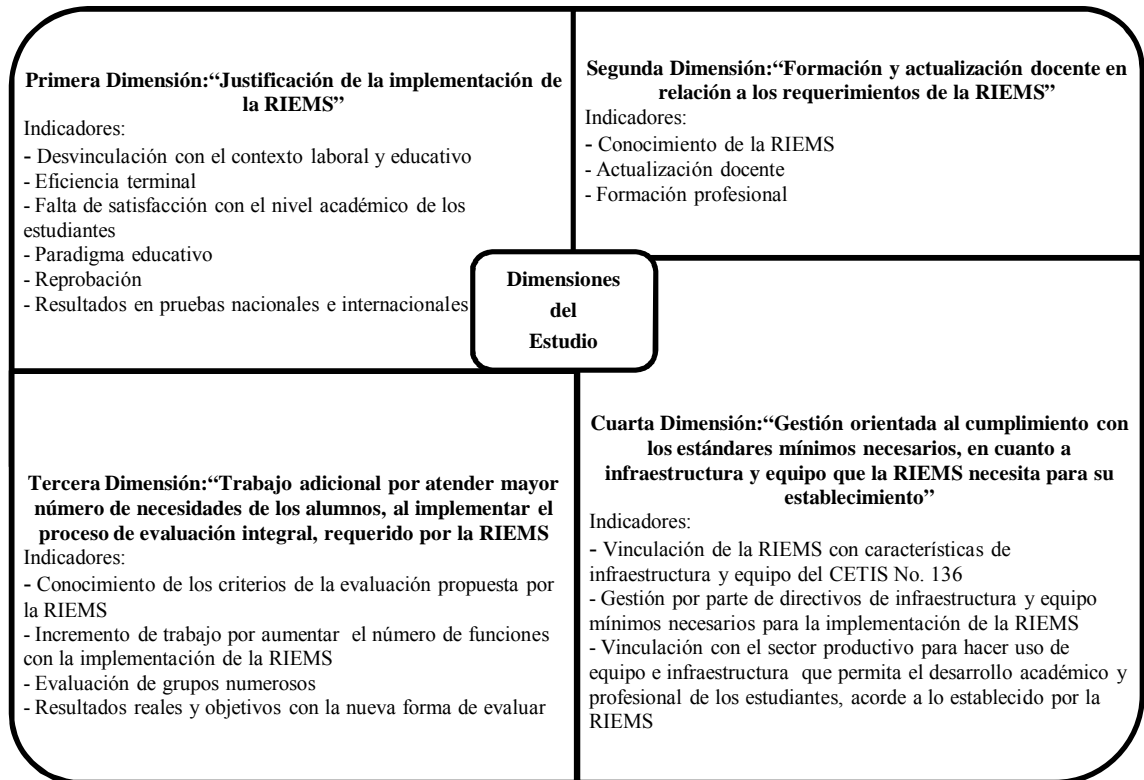 Primera Dimensión:“Justificación de la implementación de
la RIEMS”
Indicadores:
- Desvinculación con el contexto laboral y educativo
- Eficiencia terminal
- Falta de satisfacción con el nivel académico de los
estudiantes
- Paradigma educativo
- Reprobación
- Resultados en pruebas nacionales e internacionales
Segunda Dimensión:“Formación y actualización docente en
relación a los requerimientos de la RIEMS”
Indicadores:
- Conocimiento de la RIEMS
- Actualización docente
- Formación profesional
Dimensiones
del
Estudio
Tercera Dimensión:“Trabajo adicional por atender mayor
número de necesidades de los alumnos, al implementar el
proceso de evaluación integral, requerido por la RIEMS
Indicadores:
- Conocimiento de los criterios de la evaluación propuesta por
la RIEMS
- Incremento de trabajo por aumentar el número de funciones
con la implementación de la RIEMS
- Evaluación de grupos numerosos
- Resultados reales y objetivos con la nueva forma de evaluar
Cuarta Dimensión:“Gestión orientada al cumplimiento con
los estándares mínimos necesarios, en cuanto a
infraestructura y equipo que la RIEMS necesita para su
establecimiento”
Indicadores:
- Vinculación de la RIEMS con características de
infraestructura y equipo del CETIS No. 136
- Gestión por parte de directivos de infraestructura y equipo
mínimos necesarios para la implementación de la RIEMS
- Vinculación con el sector productivo para hacer uso de
equipo e infraestructura que permita el desarrollo académico y
profesional de los estudiantes, acorde a lo establecido por la
RIEMS